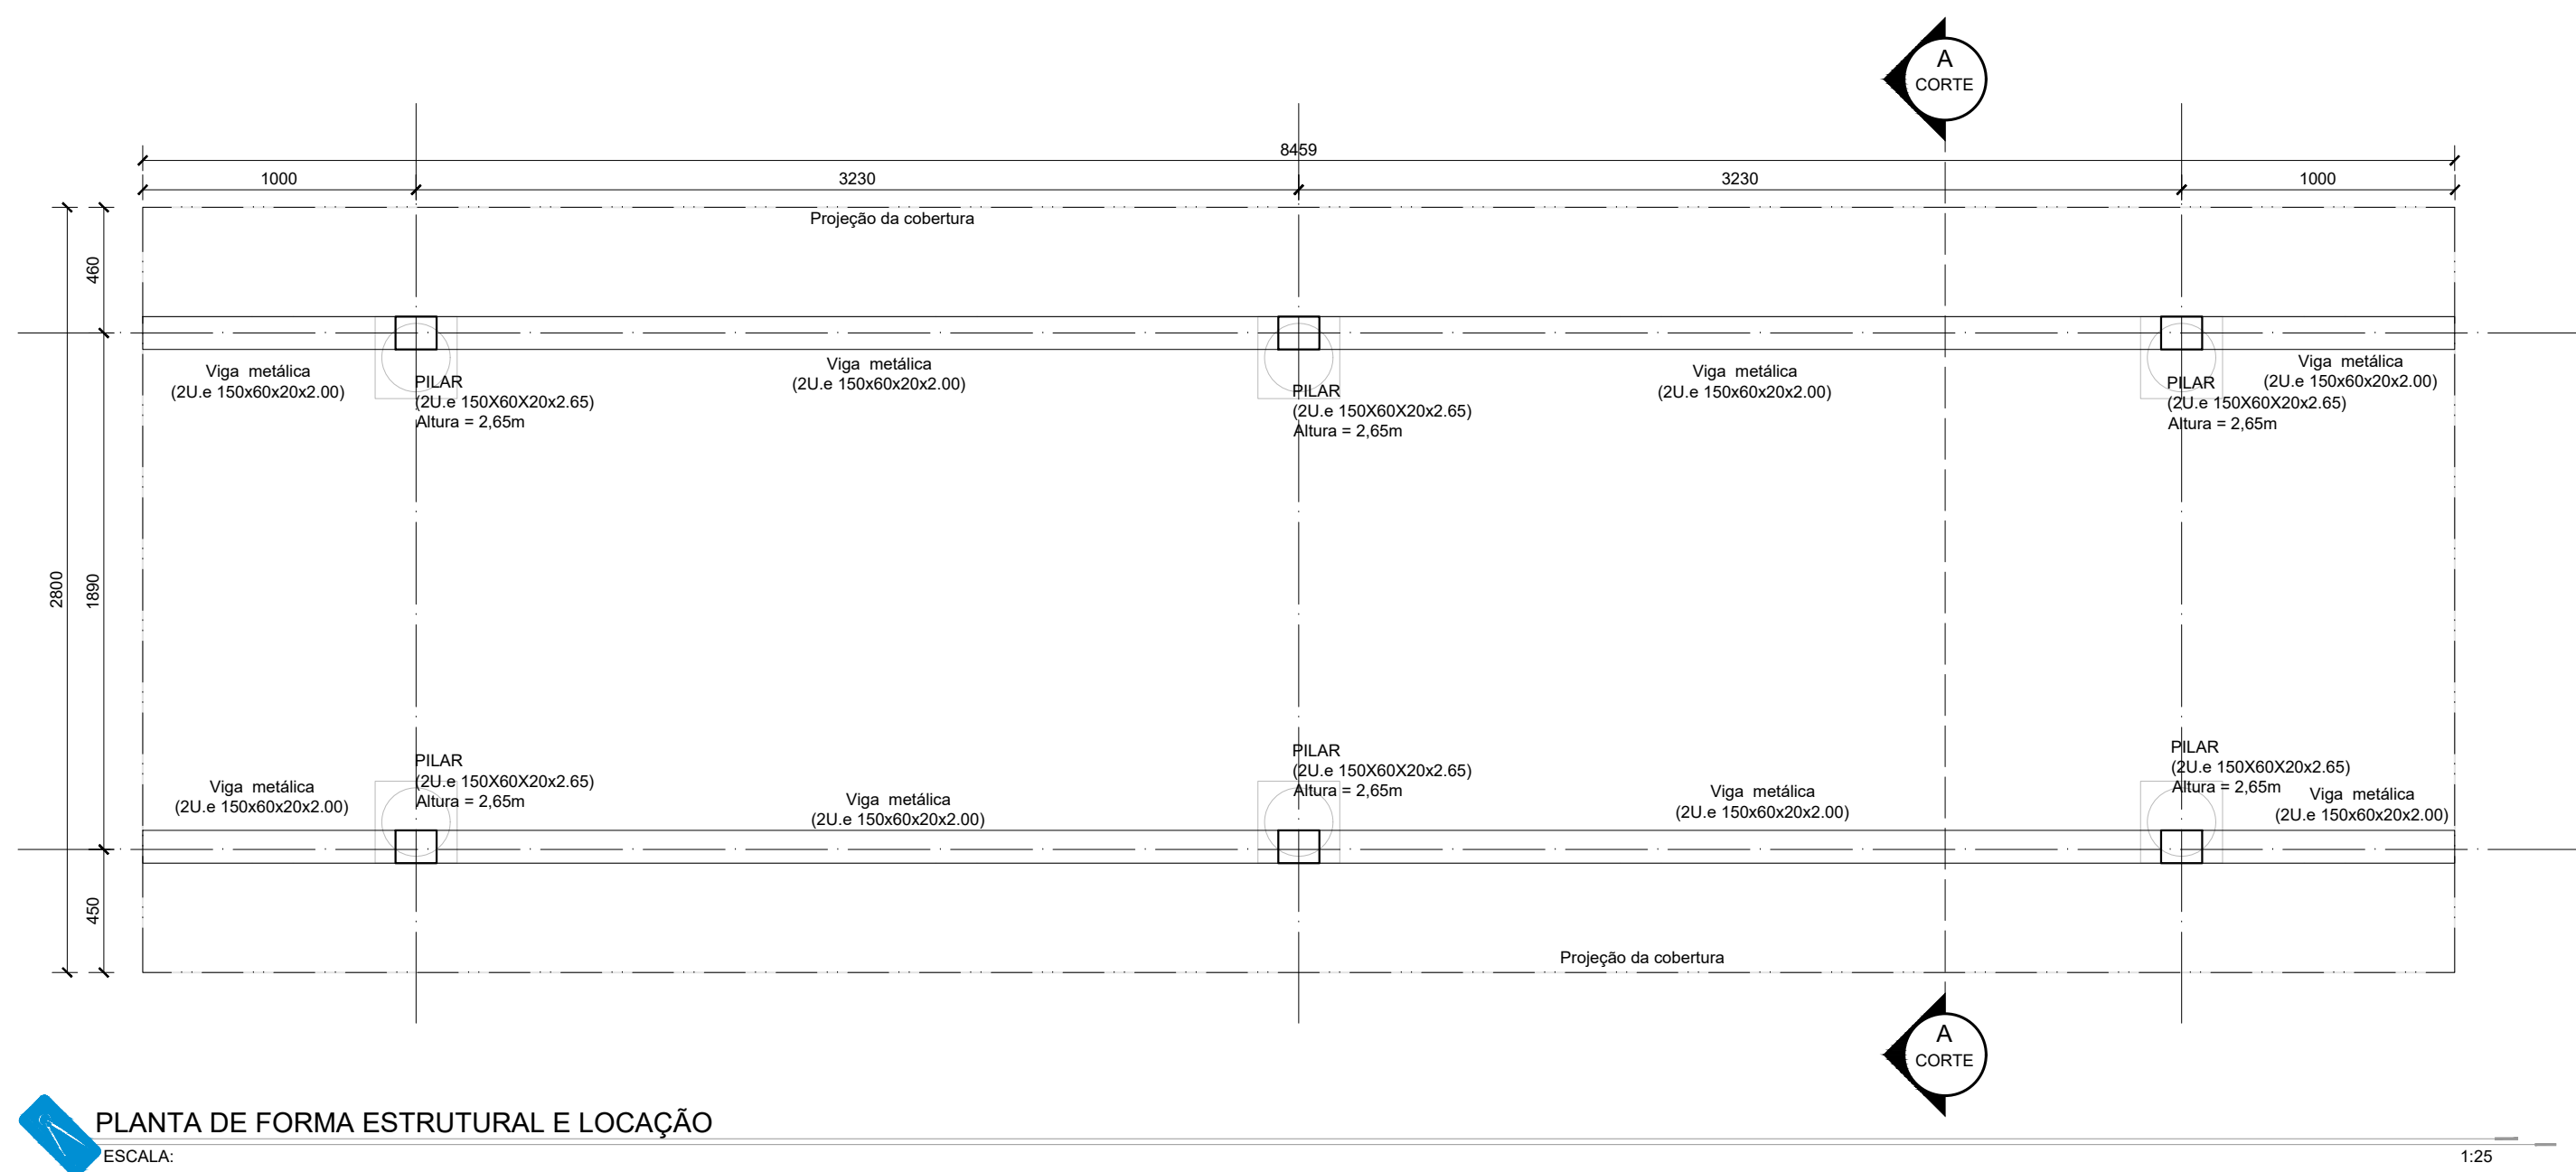 A
CORTE
8459
1000
3230
3230
1000
Projeção da cobertura
460
Viga metálica
(2U.e 150x60x20x2.00)
PILAR
(2U.e 150X60X20x2.65)
Altura = 2,65m
Viga metálica
(2U.e 150x60x20x2.00)
PILAR
(2U.e 150X60X20x2.65)
Altura = 2,65m
Viga metálica
(2U.e 150x60x20x2.00)
PILAR
(2U.e 150X60X20x2.65)
Altura = 2,65m
Viga metálica
(2U.e 150x60x20x2.00)
2800
1890
Viga metálica
(2U.e 150x60x20x2.00)
PILAR
(2U.e 150X60X20x2.65)
Altura = 2,65m
Viga metálica
(2U.e 150x60x20x2.00)
PILAR
(2U.e 150X60X20x2.65)
Altura = 2,65m
Viga metálica
(2U.e 150x60x20x2.00)
PILAR
(2U.e 150X60X20x2.65)
Altura = 2,65m
Viga metálica
(2U.e 150x60x20x2.00)
450
Projeção da cobertura
A
CORTE
PLANTA DE FORMA ESTRUTURAL E LOCAÇÃO
ESCALA:
1:25